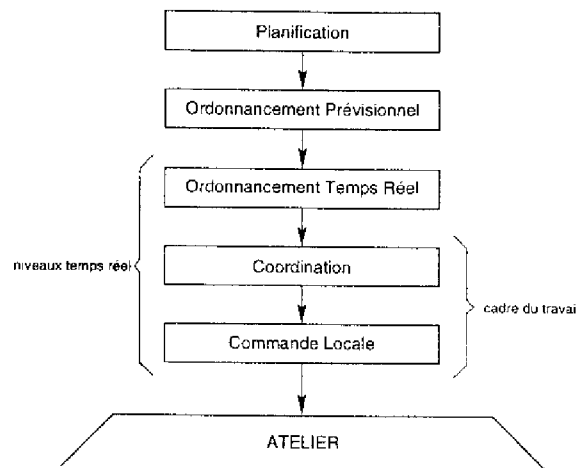 Planification
Ordonnancement Prévisionnel
Ordonnancement Temps Réel
niveaux temps réel
Coordination
cadre du travai
Commande Locale
ATELIER